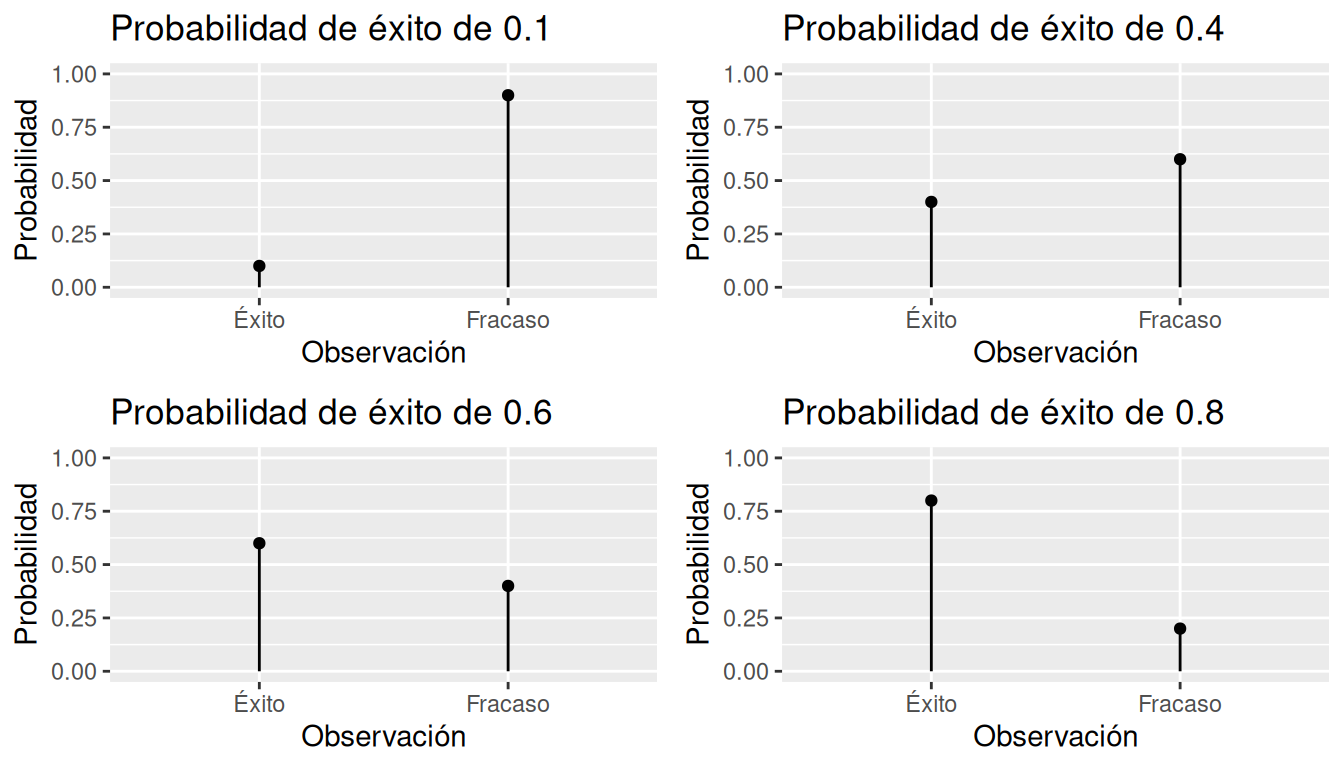 Probabilidad de éxito de 0.1
1.00
0.75
0.50
0.25
0.00
Probabilidad
Éxito Fracaso
Observación
Probabilidad de éxito de 0.4
1.00
0.75
0.50
0.25
0.00
Probabilidad
Éxito Fracaso
Observación
Probabilidad de éxito de 0.6
1.00
0.75
0.50
0.25
0.00
Probabilidad
Éxito Fracaso
Observación
Probabilidad de éxito de 0.8
1.00
0.75
0.50
0.25
0.00
Probabilidad
Éxito Fracaso
Observación